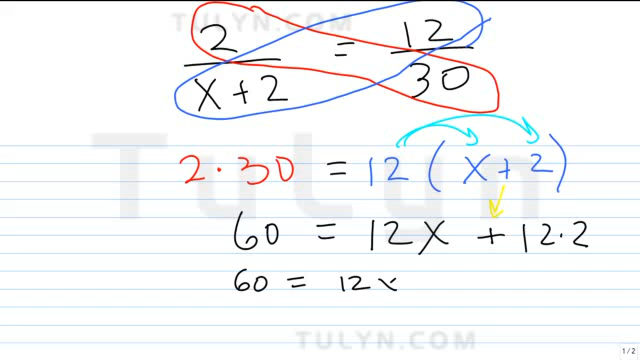 TULYN.COM
2/(x+2) = 12/30
TuLyn
2 · 30 = 12 (x+2)
60 = 12x + 12·2
60 = 12x
TULYN.COM
1/2